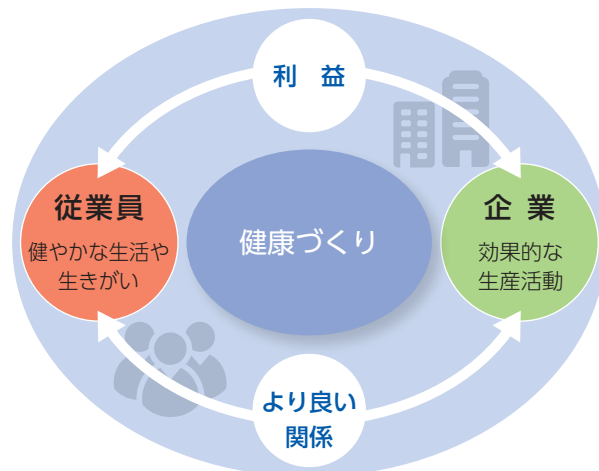 利　益
従業員
健やかな生活や
生きがい
健康づくり
企 業
効果的な
生産活動
より良い
関係